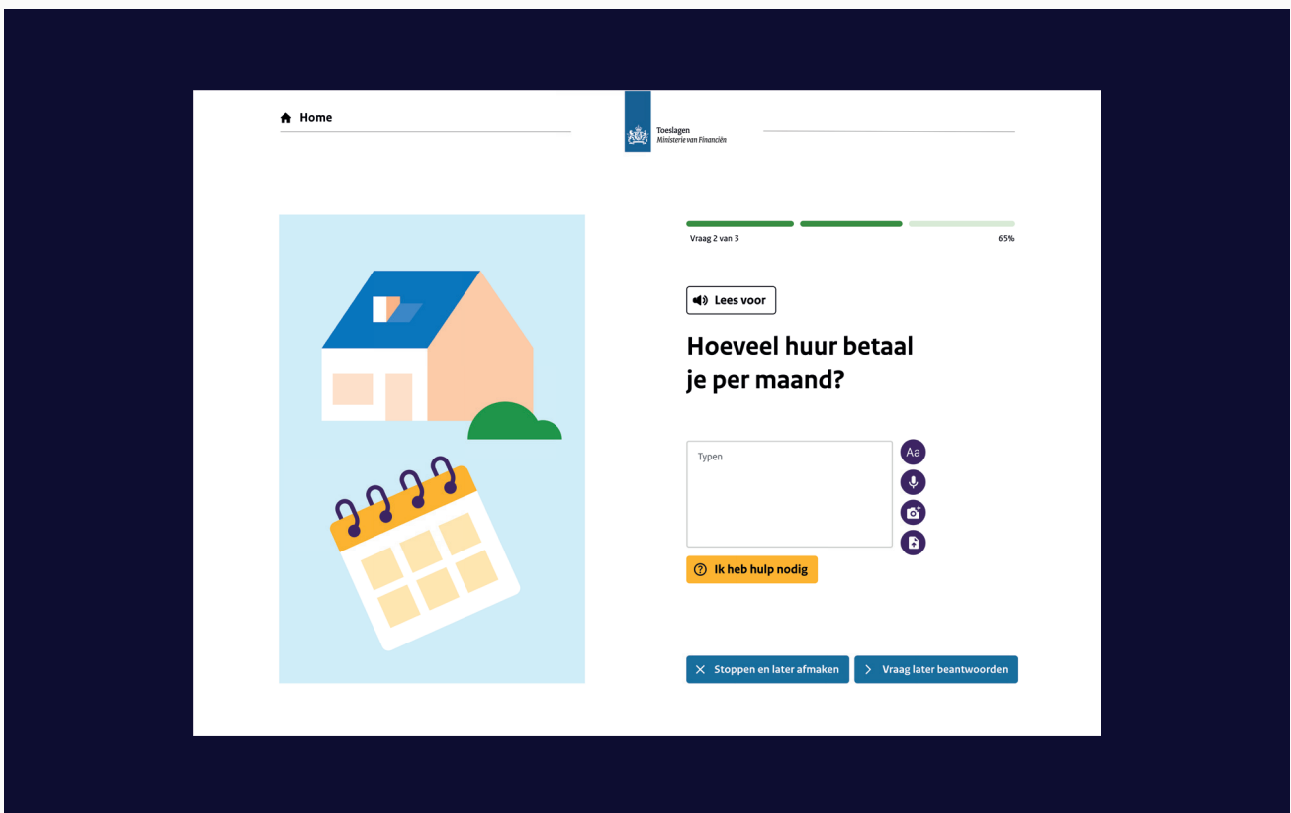 Home
Toeslagen
Ministerie van Financiën
Vraag 2 van 3
65%
Lees voor
Hoeveel huur betaal
je per maand?
Typen
Aa
Ik heb hulp nodig
Stoppen en later afmaken
Vraag later beantwoorden